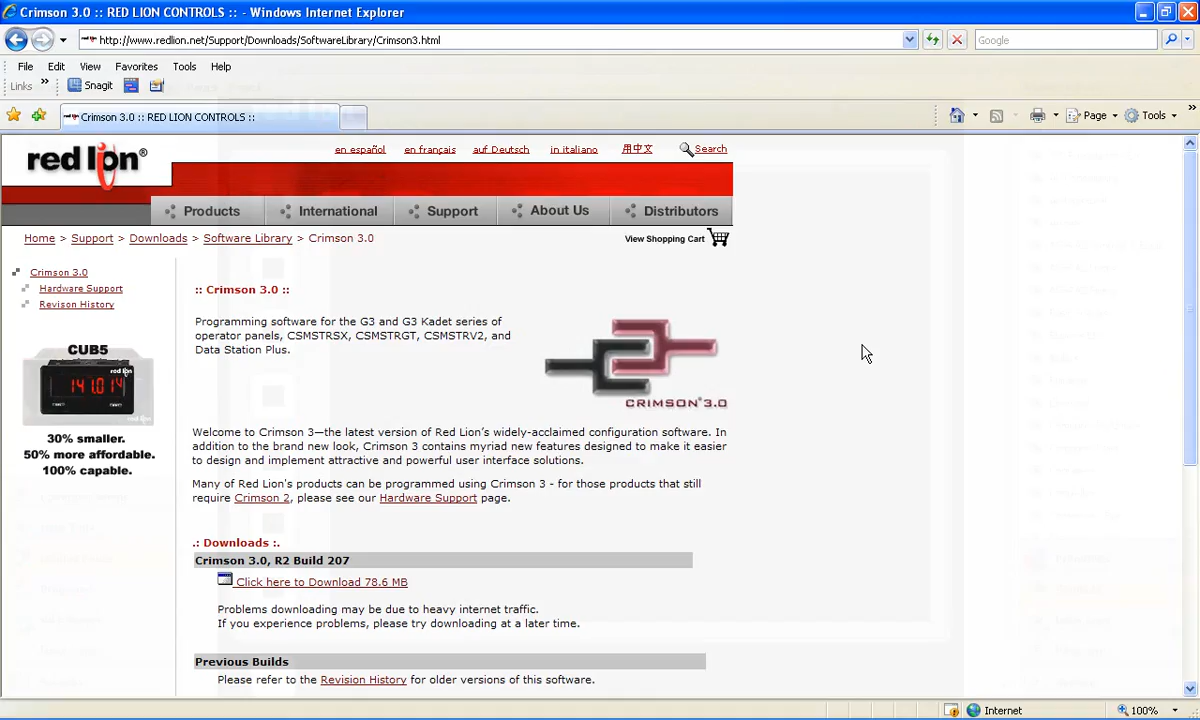 Crimson 3.0 :: RED LION CONTROLS :: - Windows Internet Explorer
http://www.redlion.net/Support/Downloads/SoftwareLibrary/Crimson3.html
Google
File Edit View Favorites Tools Help
Links » Snagit
Crimson 3.0 :: RED LION CONTROLS ::
Page Tools »
red lion®
en español en français auf Deutsch in italiano 用中文 Search
Products International Support About Us Distributors
Home > Support > Downloads > Software Library > Crimson 3.0
View Shopping Cart
Crimson 3.0
Hardware Support
Revison History
CUB5
red lion
141.014
30% smaller.
50% more affordable.
100% capable.
:: Crimson 3.0 ::
Programming software for the G3 and G3 Kadet series of
operator panels, CSMSTRSX, CSMSTRGT, CSMSTRV2, and
Data Station Plus.
CRIMSON® 3.0
Welcome to Crimson 3—the latest version of Red Lion's widely-acclaimed configuration software. In
addition to the brand new look, Crimson 3 contains myriad new features designed to make it easier
to design and implement attractive and powerful user interface solutions.
Many of Red Lion's products can be programmed using Crimson 3 - for those products that still
require Crimson 2, please see our Hardware Support page.
.: Downloads :.
Crimson 3.0, R2 Build 207
Click here to Download 78.6 MB
Problems downloading may be due to heavy internet traffic.
If you experience problems, please try downloading at a later time.
Previous Builds
Please refer to the Revision History for older versions of this software.
Internet
100%